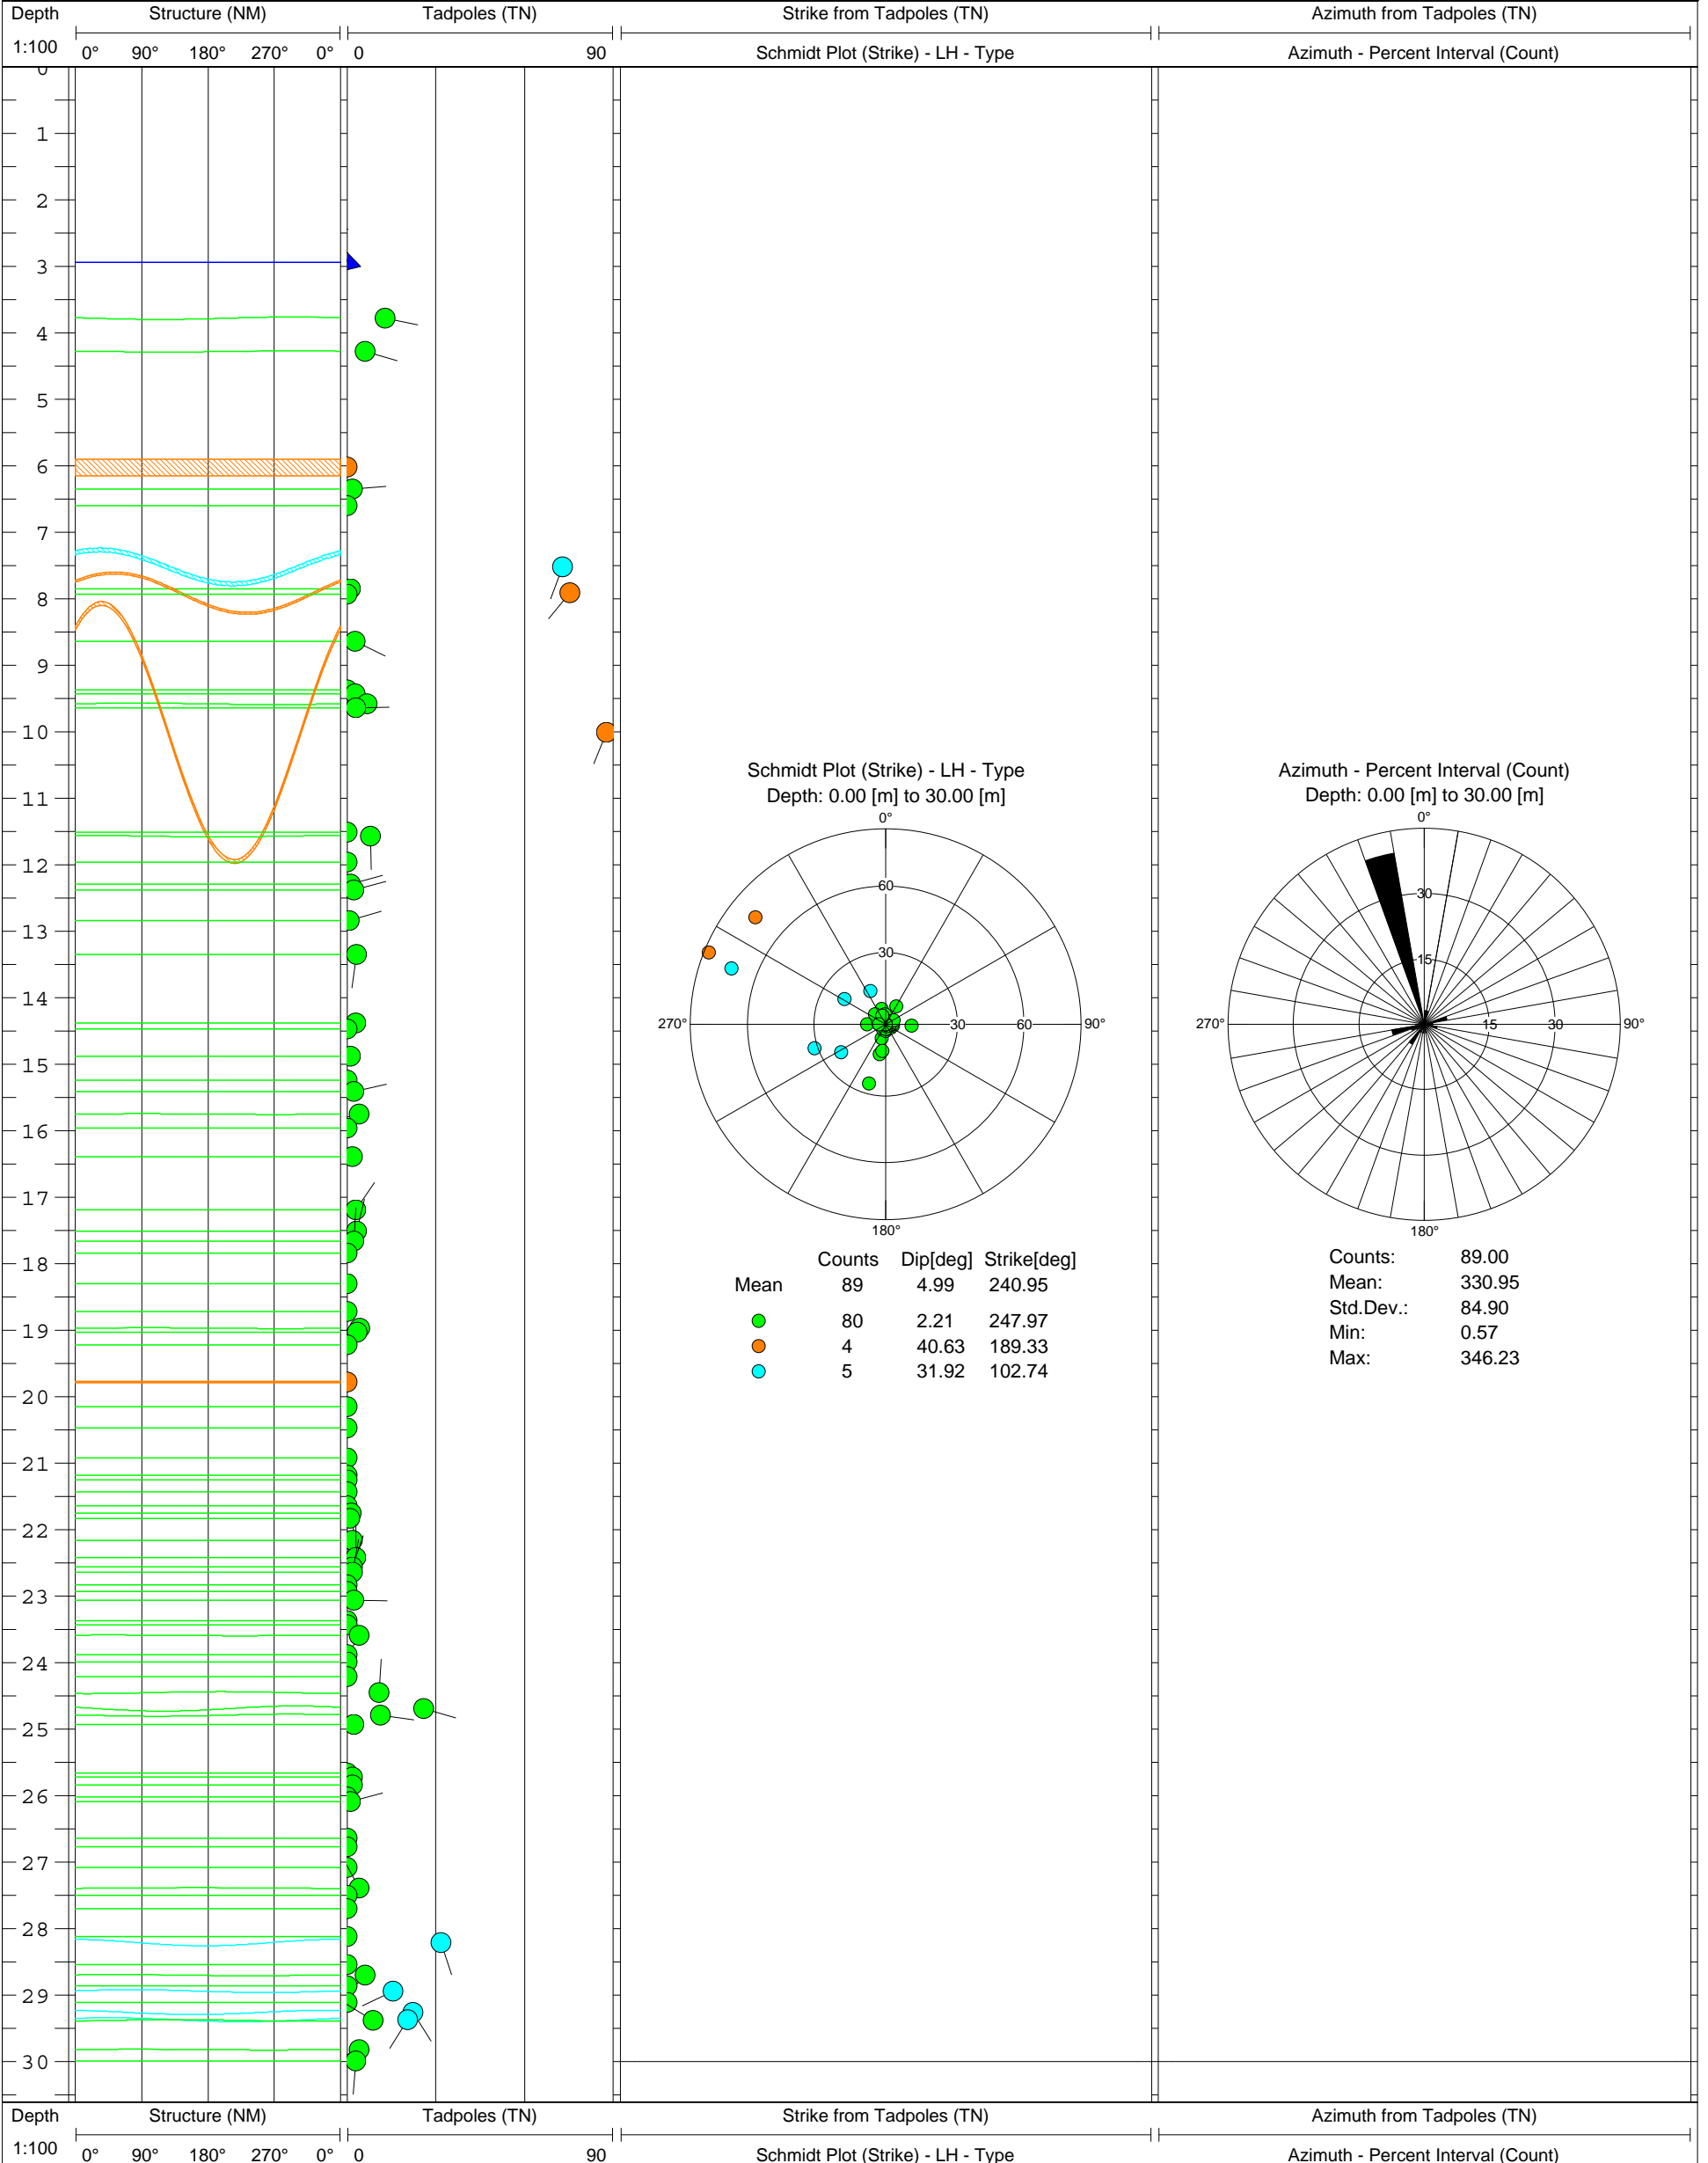 Depth Structure (NM) Tadpoles (TN) Strike from Tadpoles (TN) Azimuth from Tadpoles (TN)
1:100 0° 90° 180° 270° 0° 0 90 Schmidt Plot (Strike) - LH - Type Azimuth - Percent Interval (Count)
0
1
2
3
4
5
6
7
8
9
10
Schmidt Plot (Strike) - LH - Type
Depth: 0.00 [m] to 30.00 [m]
0°
60
30
270° 30 60 90°
180°
Counts Dip[deg] Strike[deg]
Mean 89 4.99 240.95
80 2.21 247.97
4 40.63 189.33
5 31.92 102.74
Azimuth - Percent Interval (Count)
Depth: 0.00 [m] to 30.00 [m]
0°
30
15
270° 15 30 90°
180°
Counts: 89.00
Mean: 330.95
Std.Dev.: 84.90
Min: 0.57
Max: 346.23
11
12
13
14
15
16
17
18
19
20
21
22
23
24
25
26
27
28
29
30
Depth Structure (NM) Tadpoles (TN) Strike from Tadpoles (TN) Azimuth from Tadpoles (TN)
1:100 0° 90° 180° 270° 0° 0 90 Schmidt Plot (Strike) - LH - Type Azimuth - Percent Interval (Count)